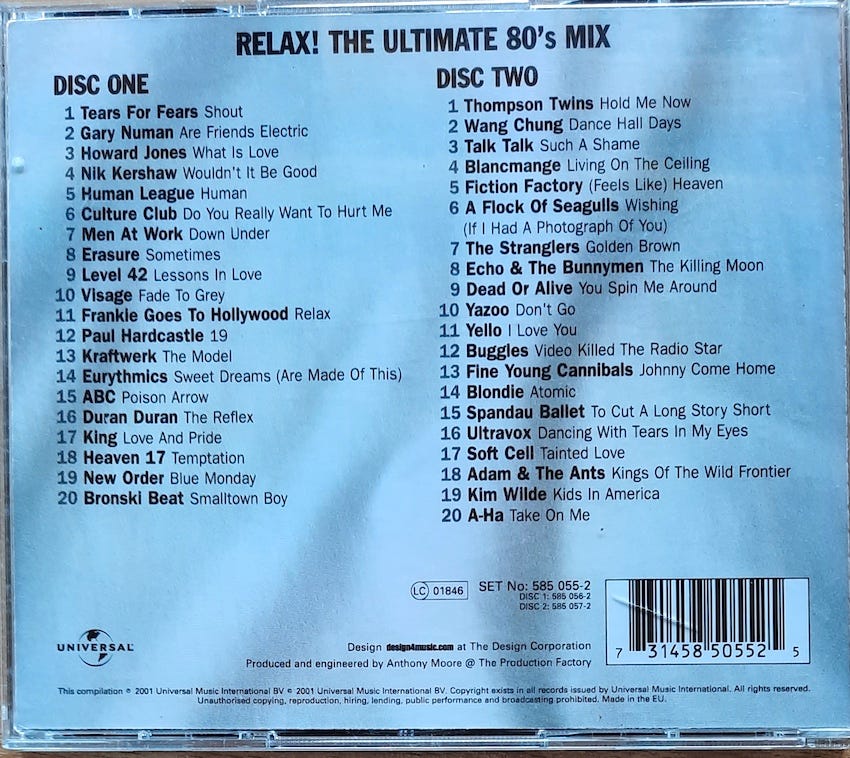 RELAX! THE ULTIMATE 80's MIX
DISC ONE
1 Tears For Fears Shout
2 Gary Numan Are Friends Electric
3 Howard Jones What Is Love
4 Nik Kershaw Wouldn't It Be Good
5 Human League Human
6 Culture Club Do You Really Want To Hurt Me
7 Men At Work Down Under
8 Erasure Sometimes
9 Level 42 Lessons In Love
10 Visage Fade To Grey
11 Frankie Goes To Hollywood Relax
12 Paul Hardcastle 19
13 Kraftwerk The Model
14 Eurythmics Sweet Dreams (Are Made Of This)
15 ABC Poison Arrow
16 Duran Duran The Reflex
17 King Love And Pride
18 Heaven 17 Temptation
19 New Order Blue Monday
20 Bronski Beat Smalltown Boy
DISC TWO
1 Thompson Twins Hold Me Now
2 Wang Chung Dance Hall Days
3 Talk Talk Such A Shame
4 Blancmange Living On The Ceiling
5 Fiction Factory (Feels Like) Heaven
6 A Flock Of Seagulls Wishing
(If I Had A Photograph Of You)
7 The Stranglers Golden Brown
8 Echo & The Bunnymen The Killing Moon
9 Dead Or Alive You Spin Me Around
10 Yazoo Don't Go
11 Yello I Love You
12 Buggles Video Killed The Radio Star
13 Fine Young Cannibals Johnny Come Home
14 Blondie Atomic
15 Spandau Ballet To Cut A Long Story Short
16 Ultravox Dancing With Tears In My Eyes
17 Soft Cell Tainted Love
18 Adam & The Ants Kings Of The Wild Frontier
19 Kim Wilde Kids In America
20 A-Ha Take On Me
LC 01846
SET No: 585 055-2
DISC 1: 585 056-2
DISC 2: 585 057-2
UNIVERSAL
Design design4music.com at The Design Corporation
Produced and engineered by Anthony Moore @ The Production Factory
7 31458 50552 5
This compilation ℗ 2001 Universal Music International BV © 2001 Universal Music International BV. Copyright exists in all records issued by Universal Music International. All rights reserved.
Unauthorised copying, reproduction, hiring, lending, public performance and broadcasting prohibited. Made in the EU.